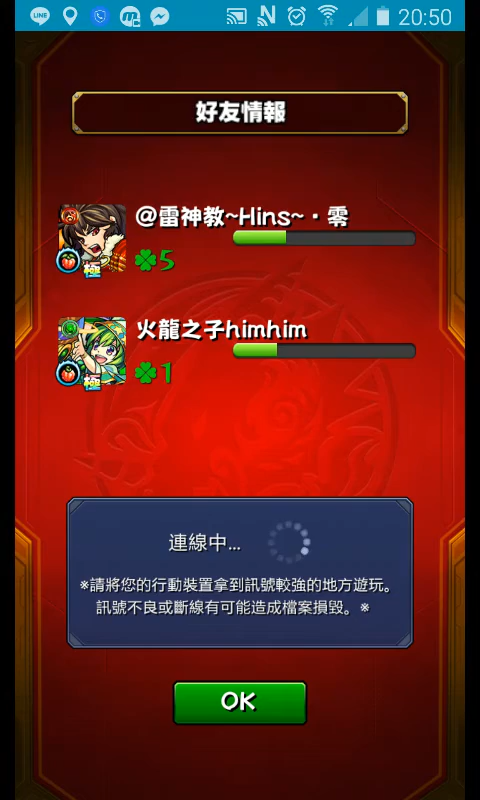 LINE 20:50
好友情報
@雷神教~Hins~·零
極 5
火龍之子himhim
極 1
連線中...
※請將您的行動裝置拿到訊號較強的地方遊玩。
訊號不良或斷線有可能造成檔案損毀。※
OK